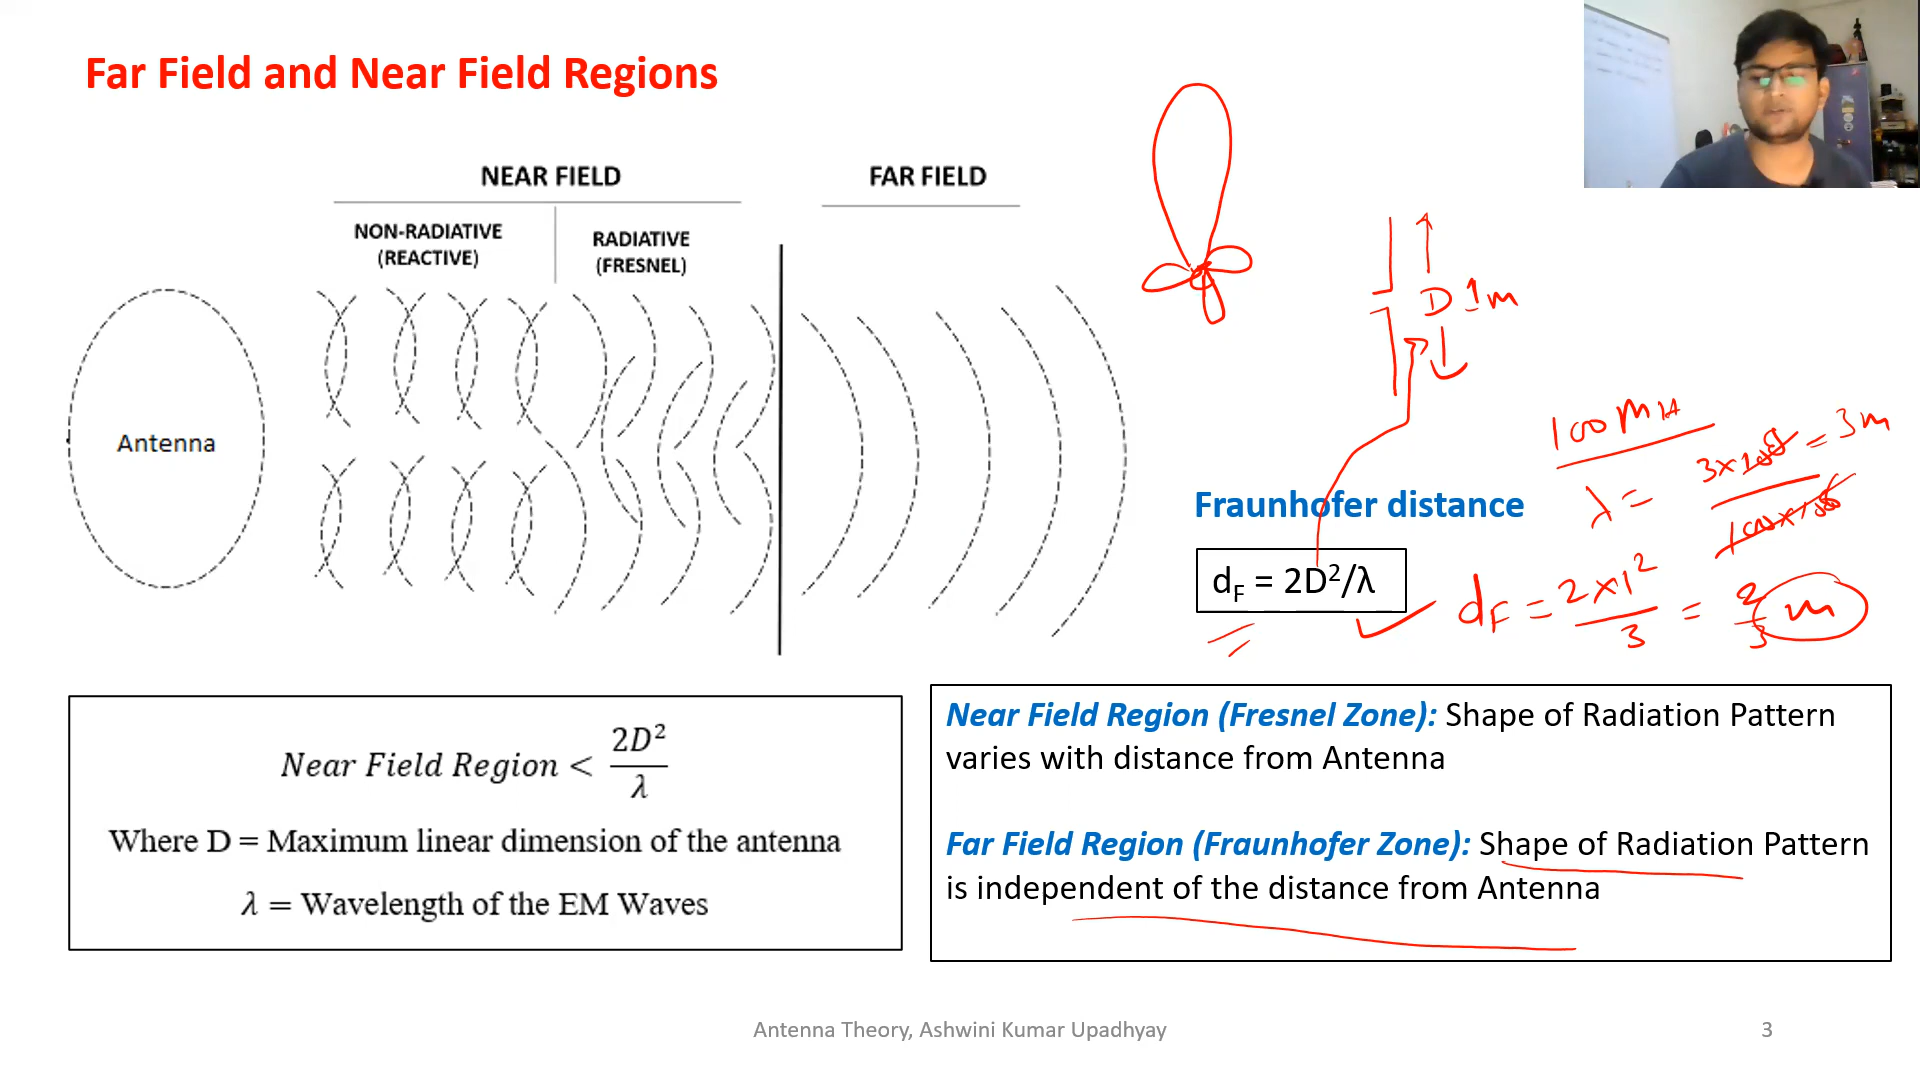 Far Field and Near Field Regions
NEAR FIELD
FAR FIELD
NON-RADIATIVE
(REACTIVE)
RADIATIVE
(FRESNEL)
Antenna
D 1m
100 MH
λ = 3×10⁸ / 100×10⁶ = 3m
Fraunhofer distance
d_F = 2D²/λ
d_F = 2×1² / 3 = 2/3 m
Near Field Region < 2D²/λ
Where D = Maximum linear dimension of the antenna
λ = Wavelength of the EM Waves
Near Field Region (Fresnel Zone): Shape of Radiation Pattern
varies with distance from Antenna
Far Field Region (Fraunhofer Zone): Shape of Radiation Pattern
is independent of the distance from Antenna
Antenna Theory, Ashwini Kumar Upadhyay
3